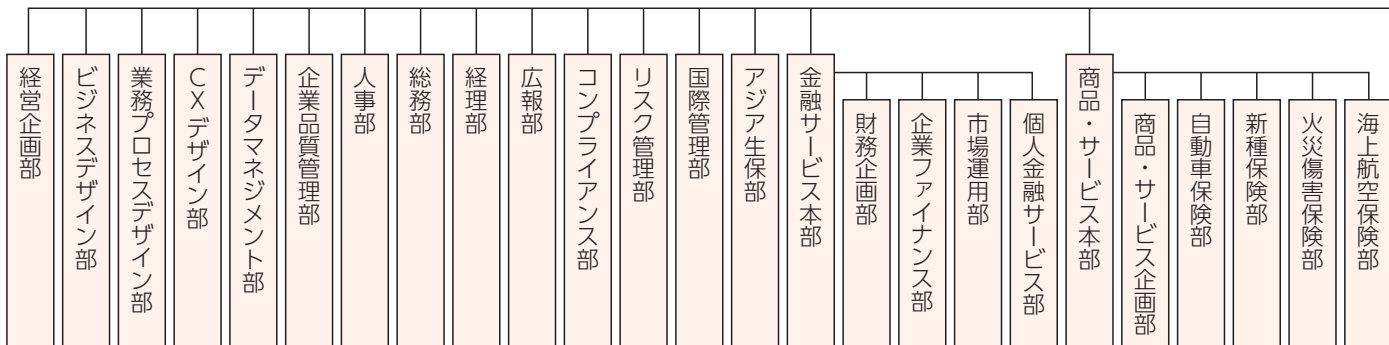 経営企画部
ビジネスデザイン部
業務プロセスデザイン部
CXデザイン部
データマネジメント部
企業品質管理部
人事部
総務部
経理部
広報部
コンプライアンス部
リスク管理部
国際管理部
アジア生保部
金融サービス本部
財務企画部
企業ファイナンス部
市場運用部
個人金融サービス部
商品・サービス本部
商品・サービス企画部
自動車保険部
新種保険部
火災傷害保険部
海上航空保険部